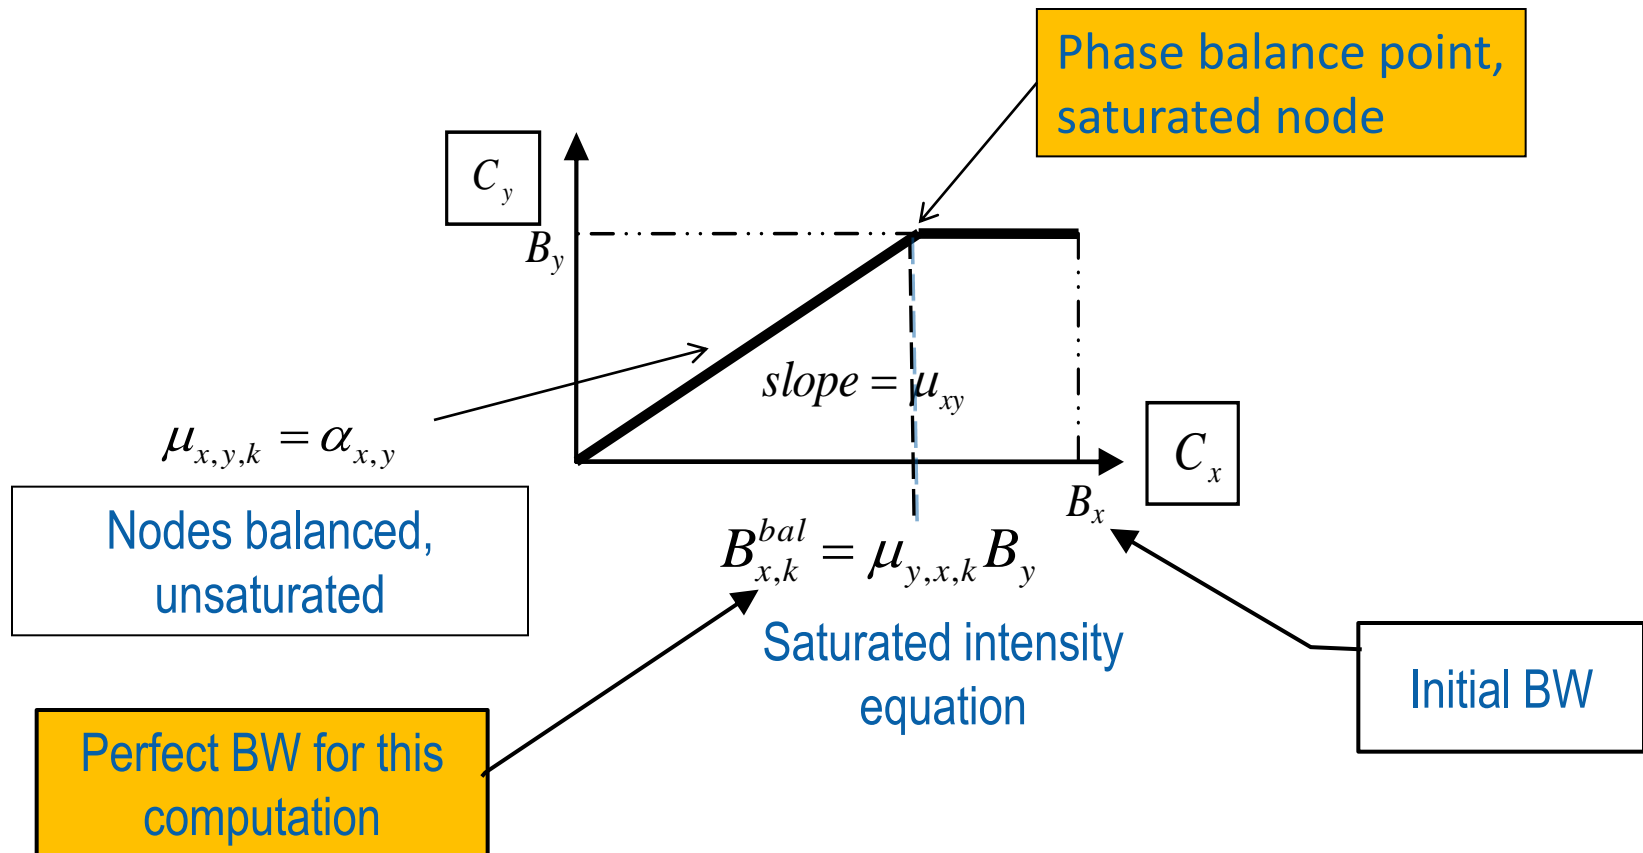 Phase balance point,
saturated node
C_y
B_y
slope = μ_xy
μ_{x,y,k} = α_{x,y}
C_x
B_x
Nodes balanced,
unsaturated
B_{x,k}^{bal} = μ_{y,x,k} B_y
Saturated intensity
equation
Initial BW
Perfect BW for this
computation